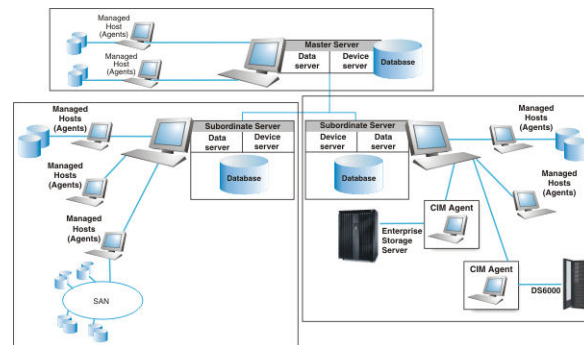 Managed
Host
(Agents)
Managed
Host
(Agents)
Master Server
Data
server
Device
server
Database
Managed
Hosts
(Agents)
Managed
Hosts
(Agents)
Managed
Hosts
(Agents)
SAN
Subordinate Server
Data
server
Device
server
Database
Subordinate Server
Device
server
Data
server
Database
Managed
Hosts
(Agents)
Managed
Hosts
(Agents)
CIM Agent
Enterprise
Storage
Server
CIM Agent
DS6000